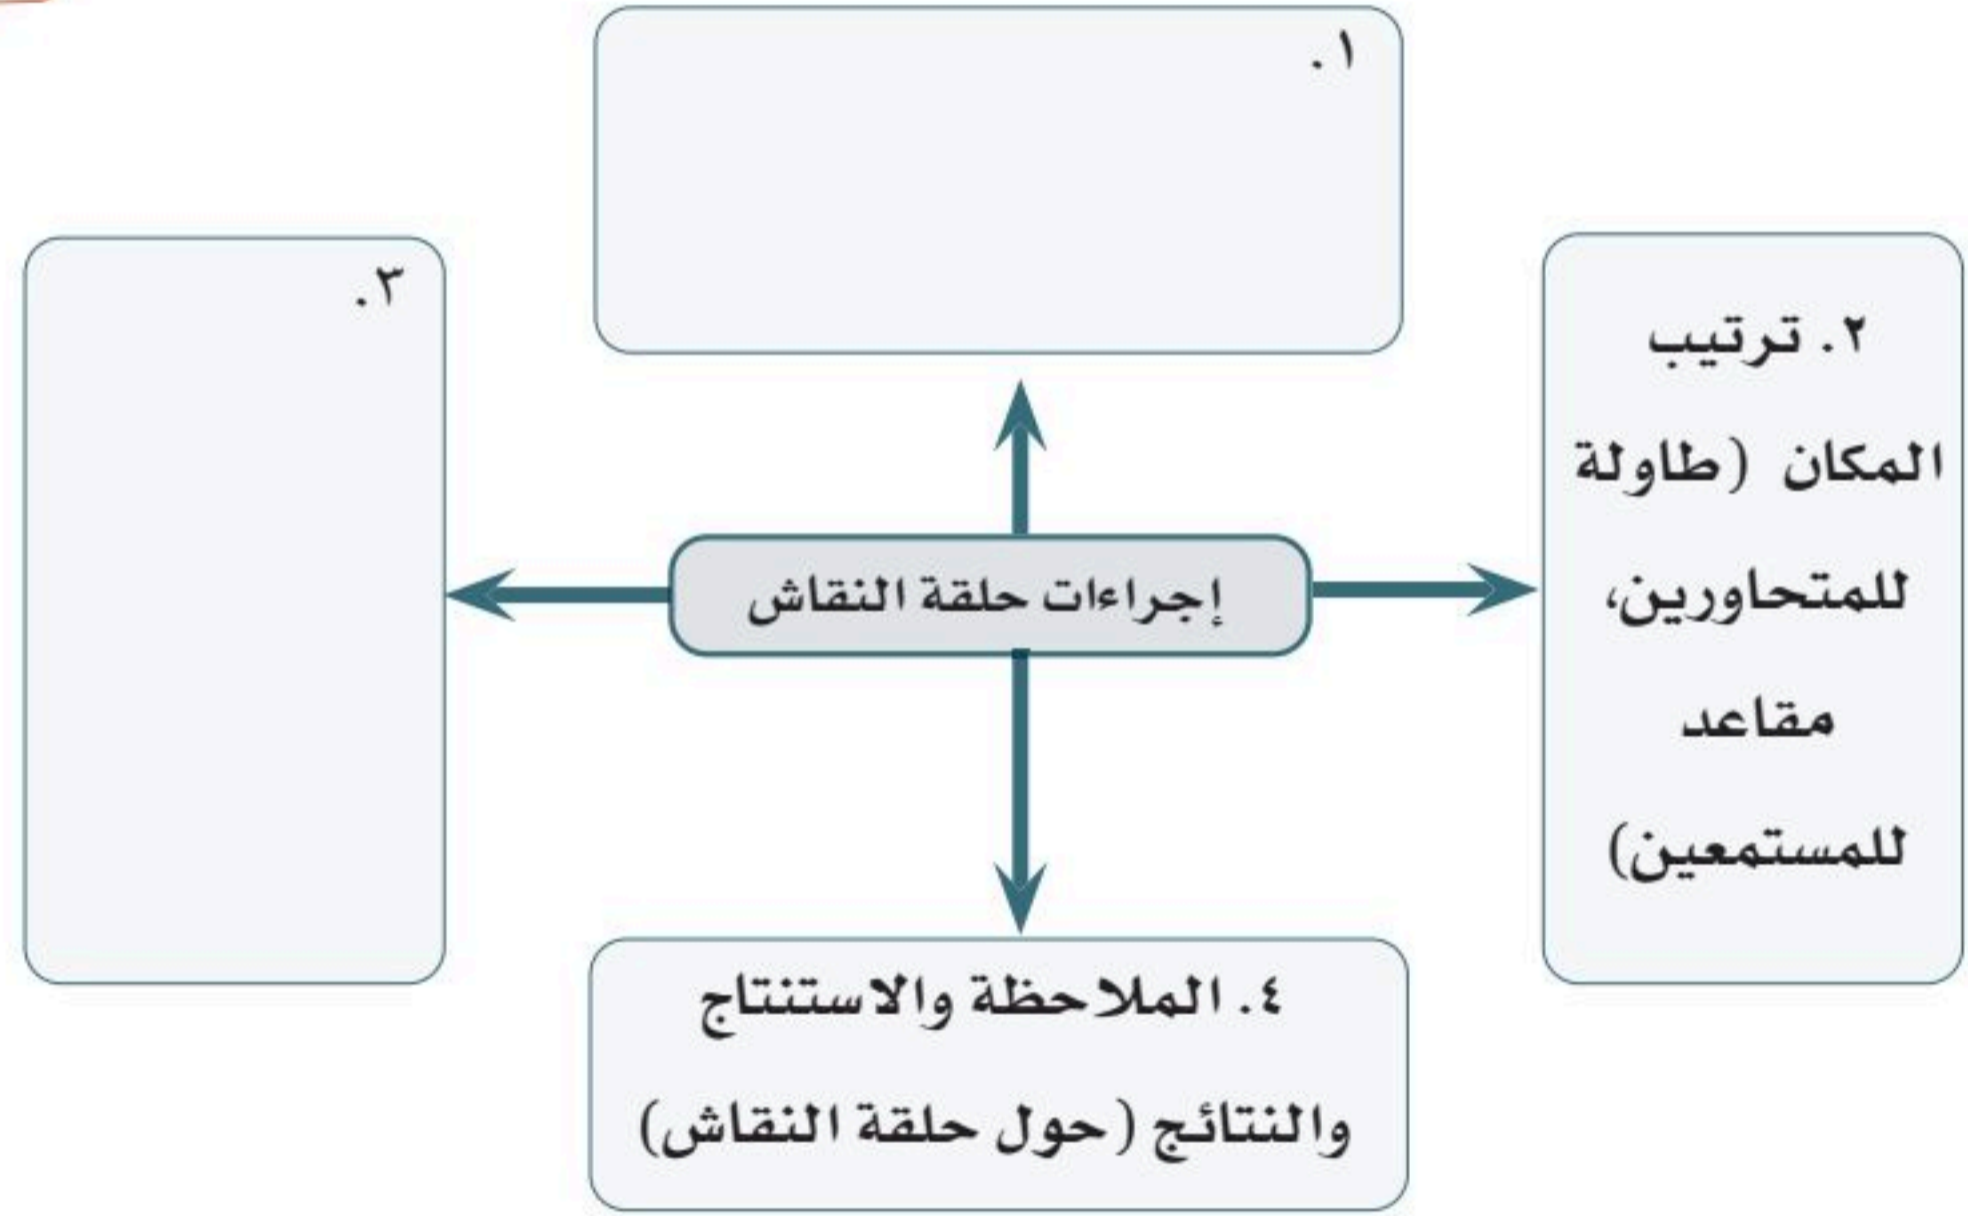 ١.
٢. ترتيب
المكان (طاولة
للمتحاورين،
مقاعد
للمستمعين)
٣.
إجراءات حلقة النقاش
٤. الملاحظة والاستنتاج
والنتائج (حول حلقة النقاش)